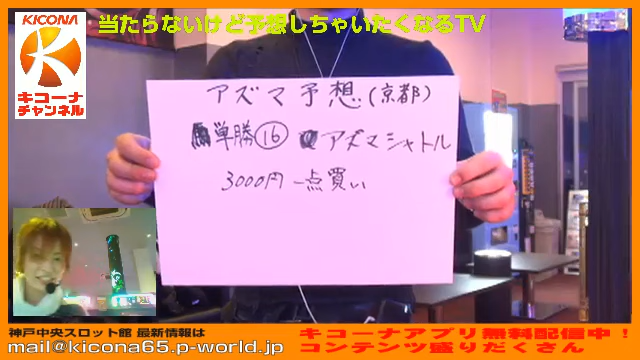 KICONA
キコーナ
チャンネル
当たらないけど予想しちゃいたくなるTV
アズマ予想(京都)
単勝⑯ アズマシャトル
3000円一点買い
神戸中央スロット館 最新情報は
mail@kicona65.p-world.jp
キコーナアプリ無料配信中!
コンテンツ盛りだくさん